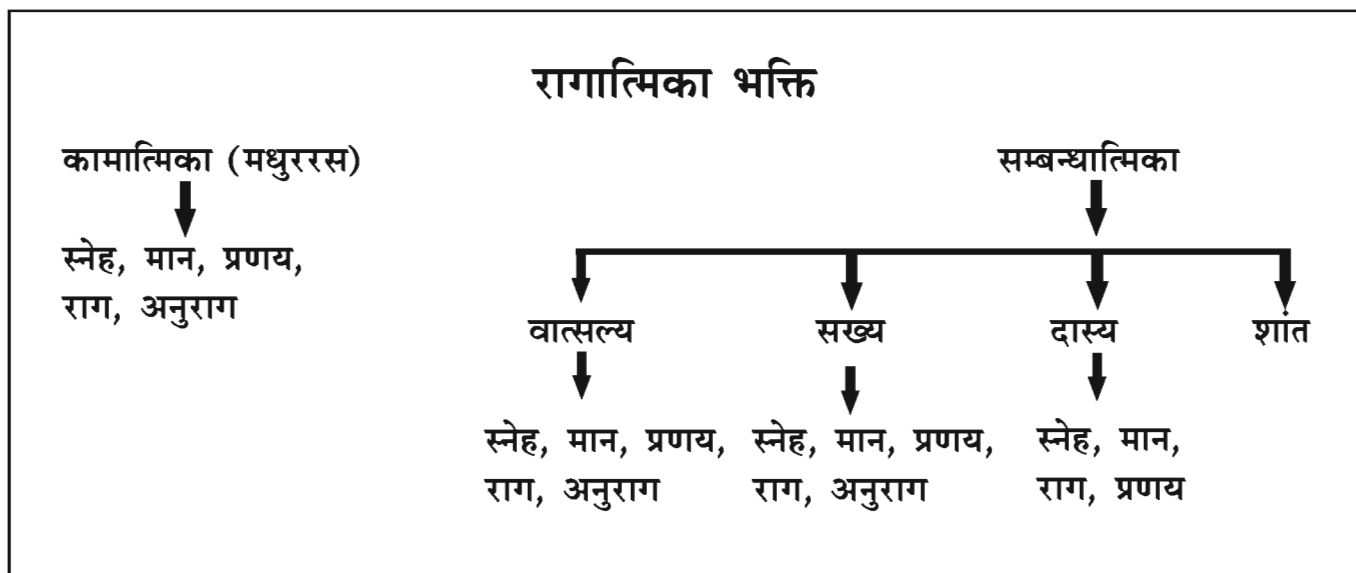 रागात्मिका भक्ति
कामात्मिका (मधुररस)
स्नेह, मान, प्रणय,
राग, अनुराग
सम्बन्धात्मिका
वात्सल्य
सख्य
दास्य
शांत
स्नेह, मान, प्रणय,
राग, अनुराग
स्नेह, मान, प्रणय,
राग, अनुराग
स्नेह, मान,
राग, प्रणय